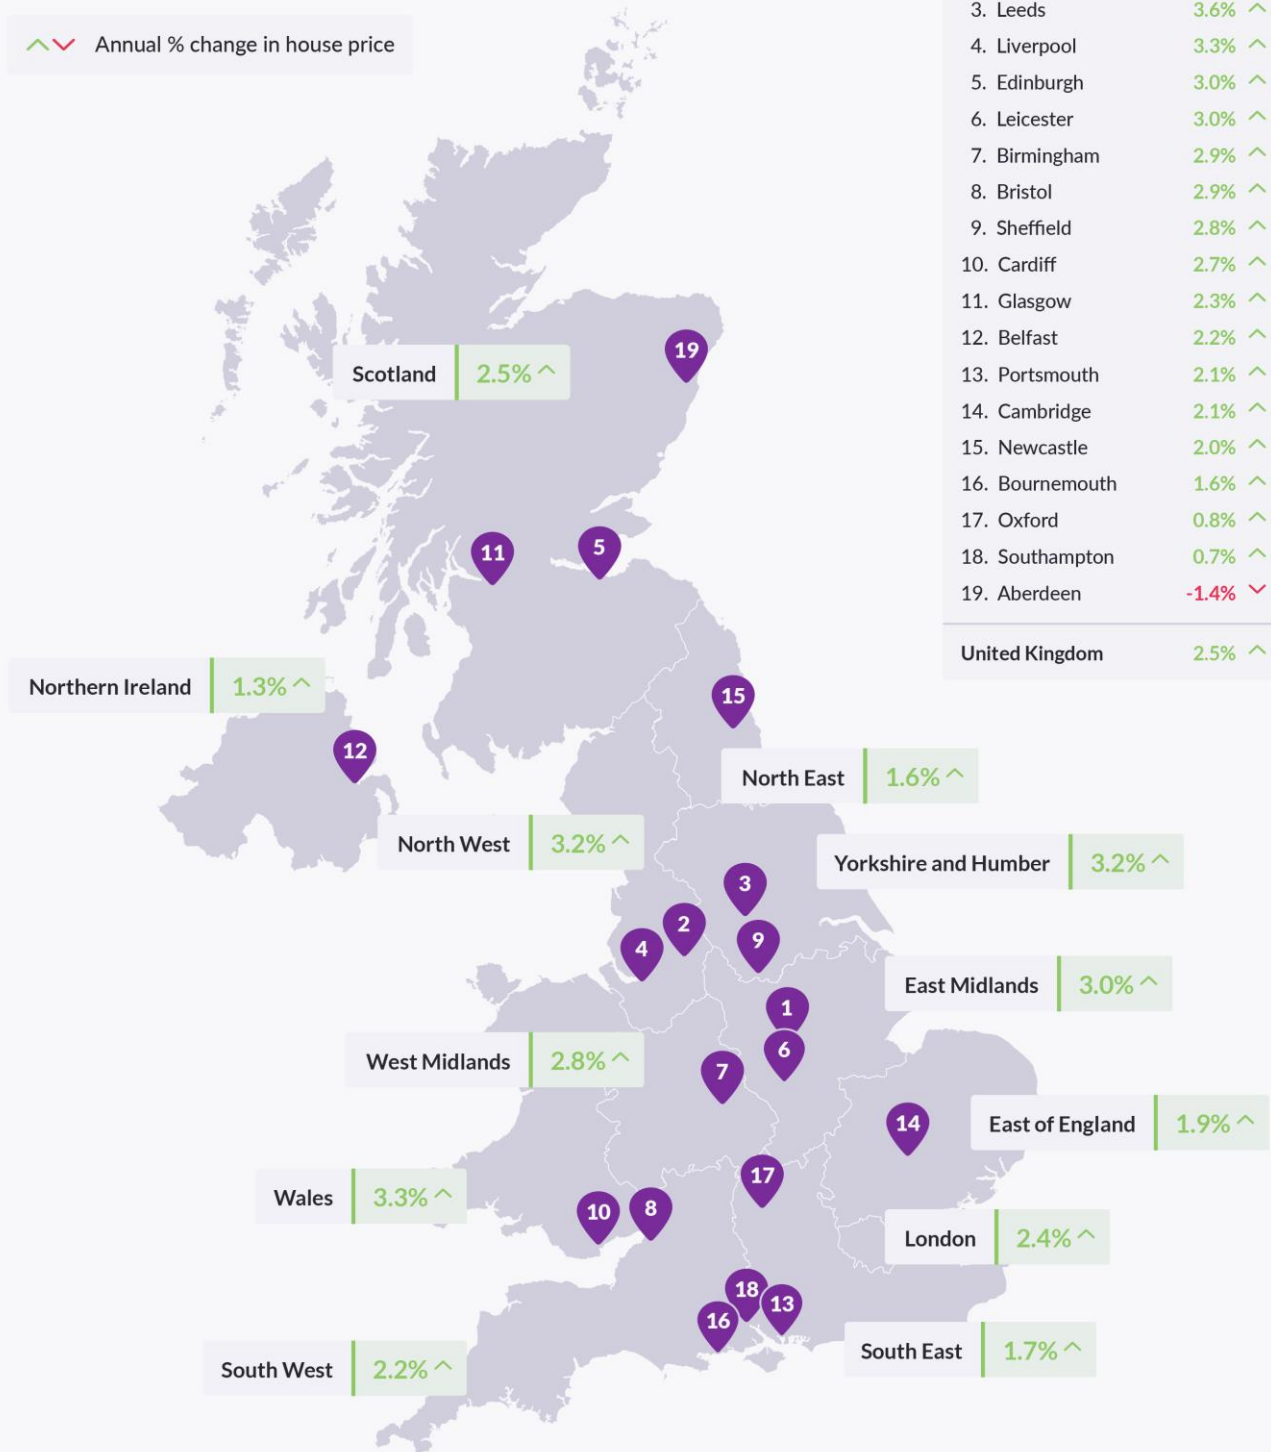 Annual % change in house price
3. Leeds 3.6%
4. Liverpool 3.3%
5. Edinburgh 3.0%
6. Leicester 3.0%
7. Birmingham 2.9%
8. Bristol 2.9%
9. Sheffield 2.8%
10. Cardiff 2.7%
11. Glasgow 2.3%
12. Belfast 2.2%
13. Portsmouth 2.1%
14. Cambridge 2.1%
15. Newcastle 2.0%
16. Bournemouth 1.6%
17. Oxford 0.8%
18. Southampton 0.7%
19. Aberdeen -1.4%
United Kingdom 2.5%
19
Scotland 2.5%
11
5
Northern Ireland 1.3%
15
12
North East 1.6%
North West 3.2%
Yorkshire and Humber 3.2%
3
2
9
4
East Midlands 3.0%
1
6
West Midlands 2.8%
7
14
East of England 1.9%
17
Wales 3.3%
10
8
London 2.4%
18
13
16
South East 1.7%
South West 2.2%